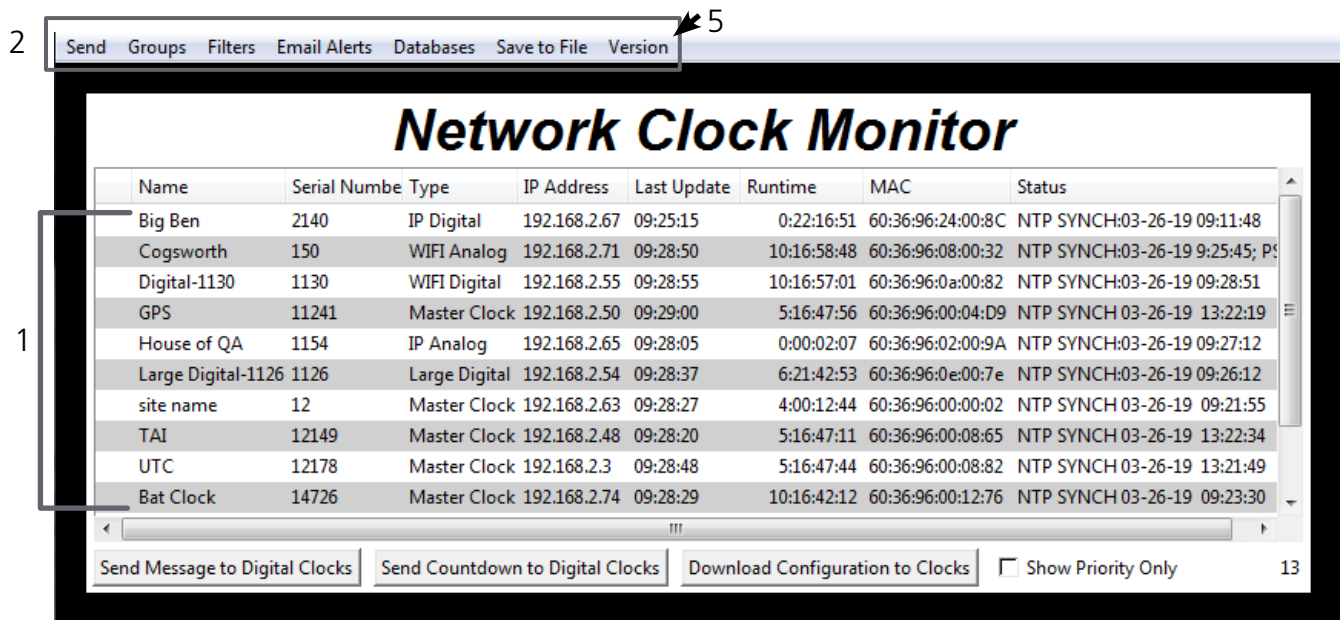 5
2
Send Groups Filters Email Alerts Databases Save to File Version
Network Clock Monitor
Name Serial Numbe Type IP Address Last Update Runtime MAC Status
Big Ben 2140 IP Digital 192.168.2.67 09:25:15 0:22:16:51 60:36:96:24:00:8C NTP SYNCH:03-26-19 09:11:48
Cogsworth 150 WIFI Analog 192.168.2.71 09:28:50 10:16:58:48 60:36:96:08:00:32 NTP SYNCH:03-26-19 9:25:45; PS
Digital-1130 1130 WIFI Digital 192.168.2.55 09:28:55 10:16:57:01 60:36:96:0a:00:82 NTP SYNCH:03-26-19 09:28:51
GPS 11241 Master Clock 192.168.2.50 09:29:00 5:16:47:56 60:36:96:00:04:D9 NTP SYNCH 03-26-19 13:22:19
1
House of QA 1154 IP Analog 192.168.2.65 09:28:05 0:00:02:07 60:36:96:02:00:9A NTP SYNCH:03-26-19 09:27:12
Large Digital-1126 1126 Large Digital 192.168.2.54 09:28:37 6:21:42:53 60:36:96:0e:00:7e NTP SYNCH:03-26-19 09:26:12
site name 12 Master Clock 192.168.2.63 09:28:27 4:00:12:44 60:36:96:00:00:02 NTP SYNCH 03-26-19 09:21:55
TAI 12149 Master Clock 192.168.2.48 09:28:20 5:16:47:11 60:36:96:00:08:65 NTP SYNCH 03-26-19 13:22:34
UTC 12178 Master Clock 192.168.2.3 09:28:48 5:16:47:44 60:36:96:00:08:82 NTP SYNCH 03-26-19 13:21:49
Bat Clock 14726 Master Clock 192.168.2.74 09:28:29 10:16:42:12 60:36:96:00:12:76 NTP SYNCH 03-26-19 09:23:30
Send Message to Digital Clocks Send Countdown to Digital Clocks Download Configuration to Clocks Show Priority Only 13